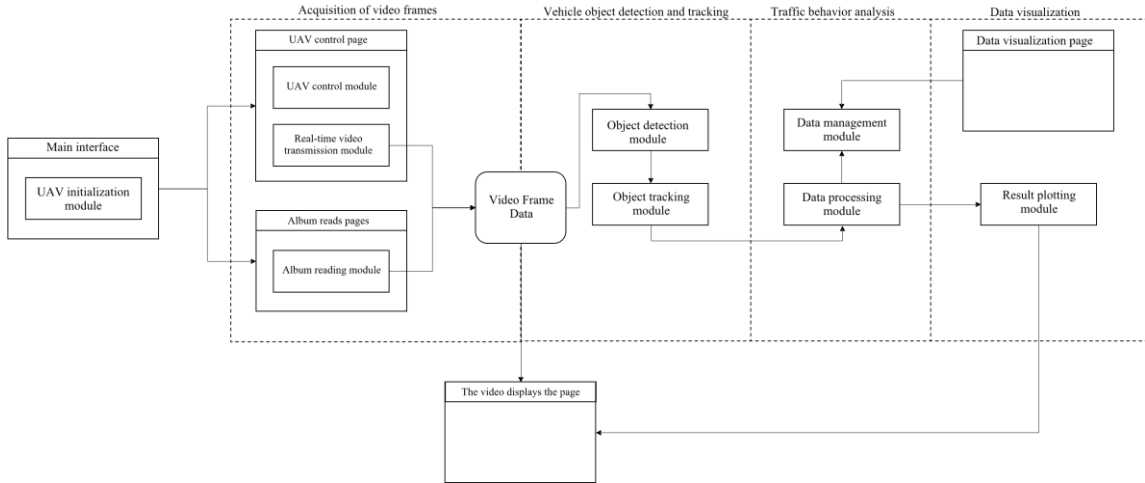 Acquisition of video frames
Vehicle object detection and tracking
Traffic behavior analysis
Data visualization
Main interface
UAV initialization
module
UAV control page
UAV control module
Real-time video
transmission module
Album reads pages
Album reading module
Video Frame
Data
Object detection
module
Object tracking
module
Data management
module
Data processing
module
Data visualization page
Result plotting
module
The video displays the page